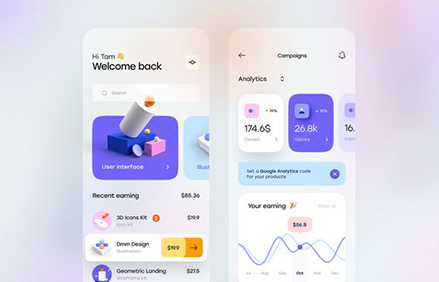 Hi Tam 👋
Welcome back
Search
User interface
Illust
Recent earning
$85.36
3D Icons Kit
Icon kit
$19.9
Dmm Design
Illustration
$19.9
Geometric Landing
Wireframe kit
$27.5
Campaigns
Analytics
19%
174.6$
Owned
10%
26.8k
Visitors
16.
Set a Google Analytics code
for your products
Your earning 🎉
Show All
$56.8
Jul
Aug
Sep
Oct
Nov
Dec
Jan